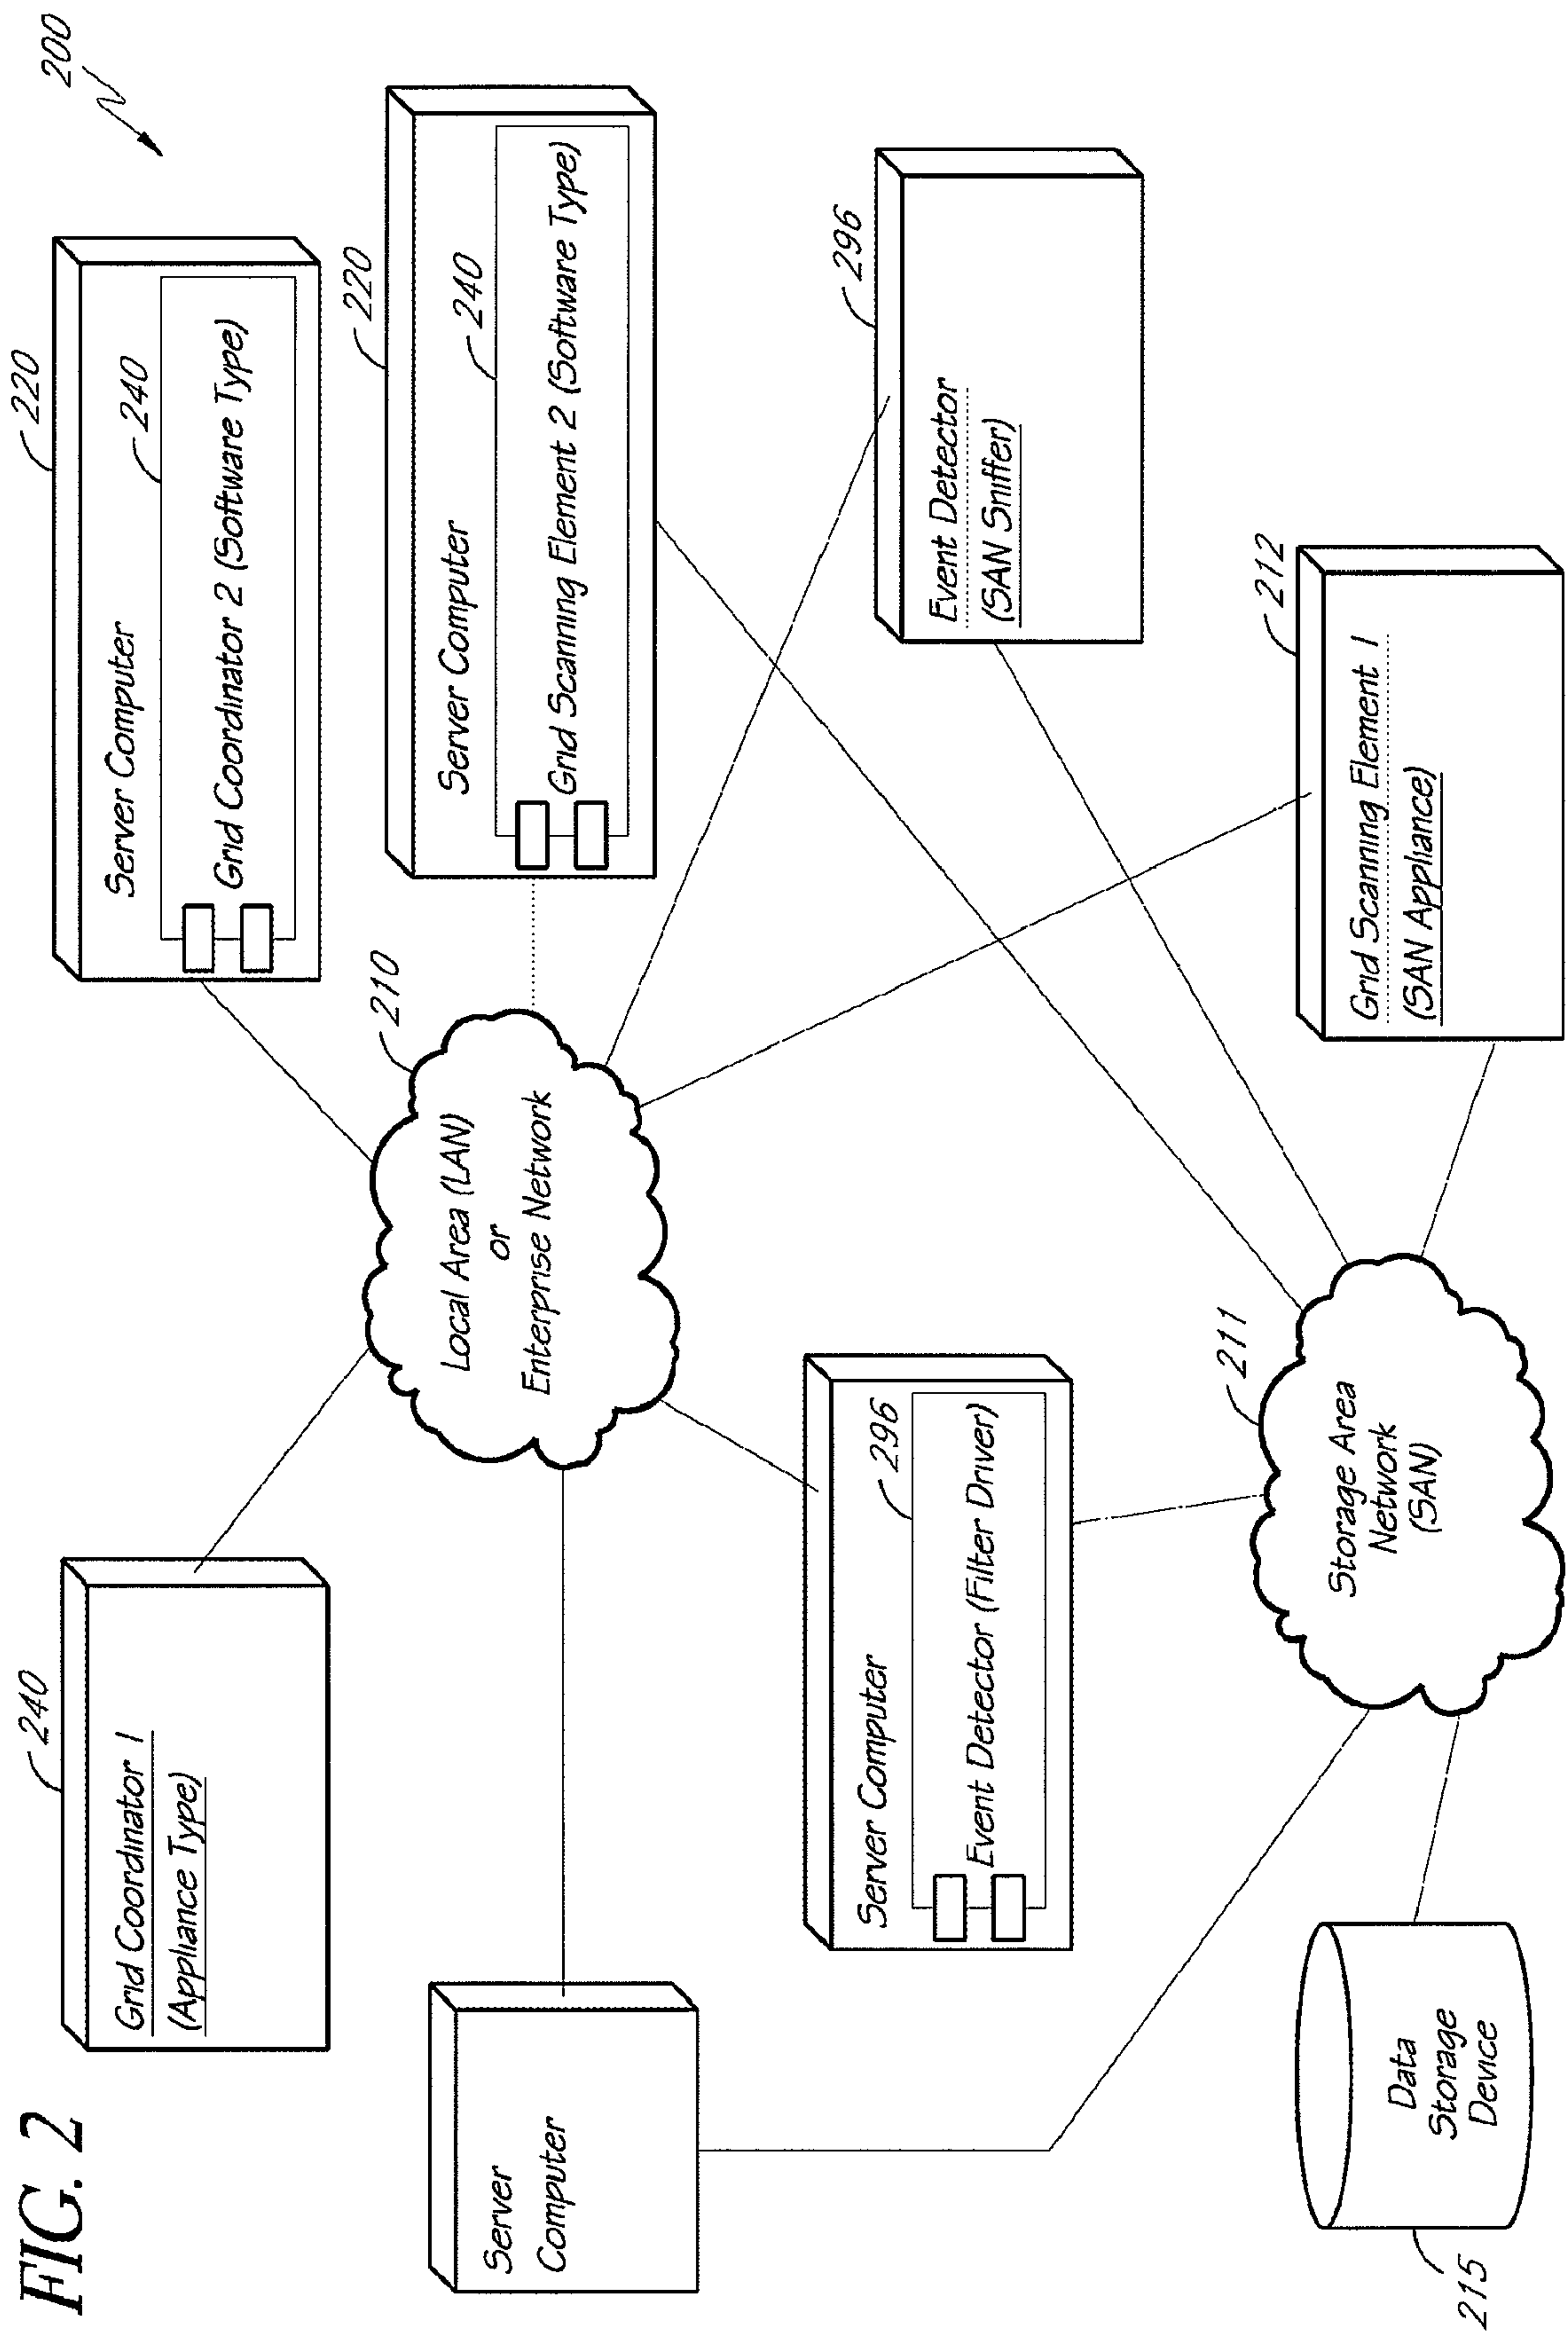 FIG. 2
200
240
Grid Coordinator 1
(Appliance Type)
220
Server Computer
240
Grid Coordinator 2 (Software Type)
Server
Computer
210
Local Area (LAN)
or
Enterprise Network
220
Server Computer
240
Grid Scanning Element 2 (Software Type)
Server Computer
296
Event Detector (Filter Driver)
296
Event Detector
(SAN Sniffer)
215
Data
Storage
Device
211
Storage Area
Network
(SAN)
212
Grid Scanning Element 1
(SAN Appliance)